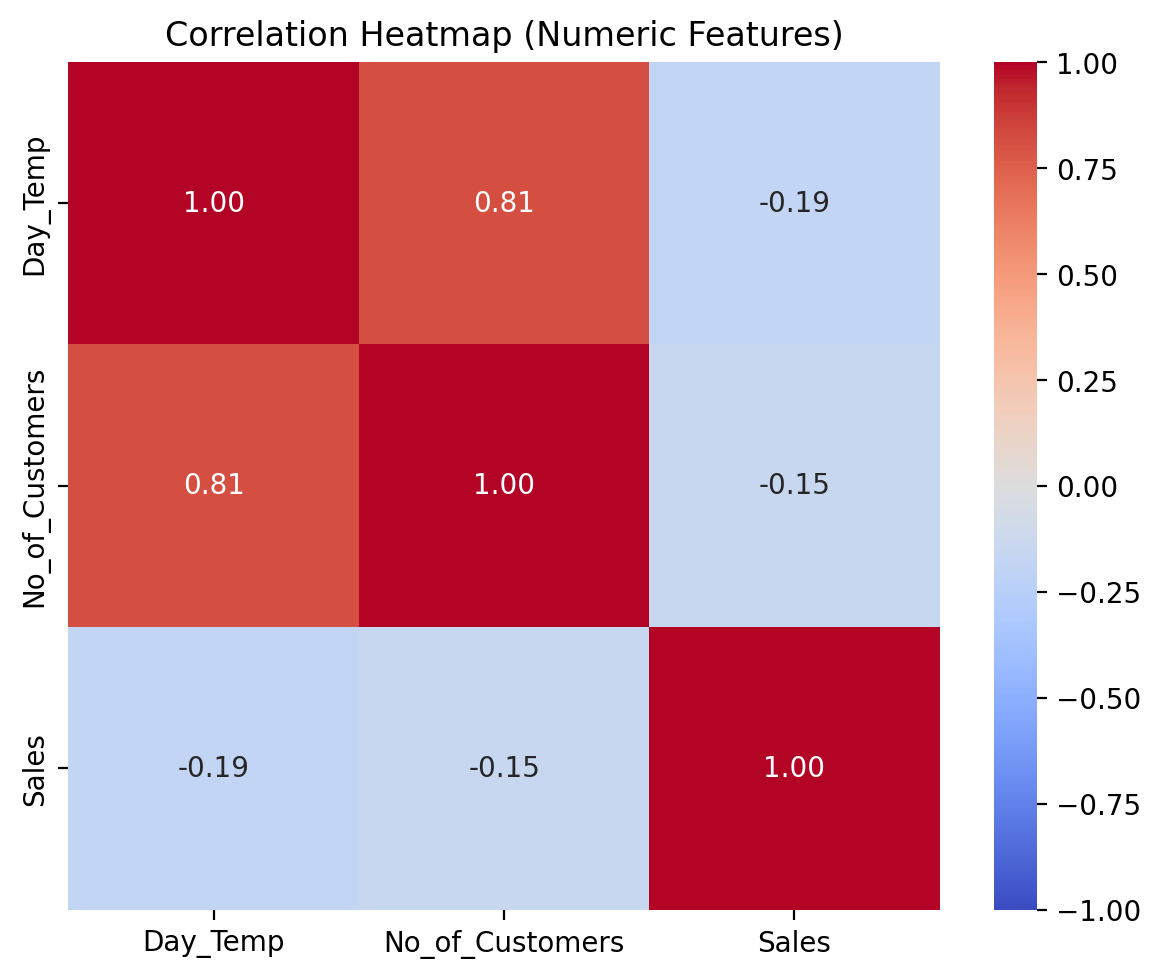 Correlation Heatmap (Numeric Features)
Day_Temp
1.00
0.81
-0.19
No_of_Customers
0.81
1.00
-0.15
Sales
-0.19
-0.15
1.00
Day_Temp
No_of_Customers
Sales
1.00
0.75
0.50
0.25
0.00
−0.25
−0.50
−0.75
−1.00